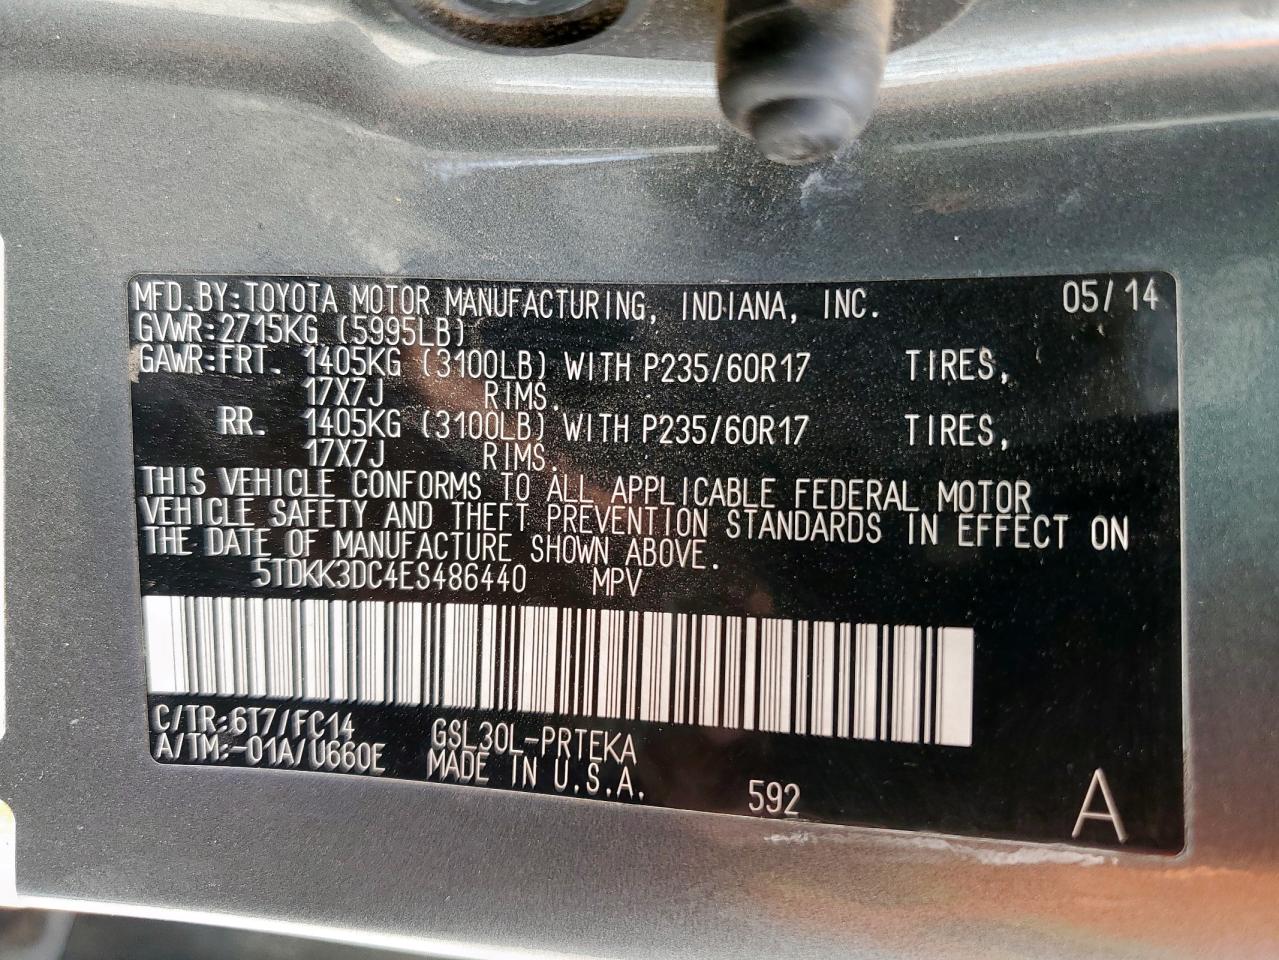 MFD.BY:TOYOTA MOTOR MANUFACTURING, INDIANA, INC. 05/14
GVWR:2715KG (5995LB)
GAWR:FRT. 1405KG (3100LB) WITH P235/60R17 TIRES,
17X7J RIMS.
RR. 1405KG (3100LB) WITH P235/60R17 TIRES,
17X7J RIMS.
THIS VEHICLE CONFORMS TO ALL APPLICABLE FEDERAL MOTOR
VEHICLE SAFETY AND THEFT PREVENTION STANDARDS IN EFFECT ON
THE DATE OF MANUFACTURE SHOWN ABOVE.
5TDKK3DC4ES486440 MPV
C/TR:6T7/FC14 GSL30L-PRTEKA
A/TM:-01A/U660E MADE IN U.S.A.
592 A